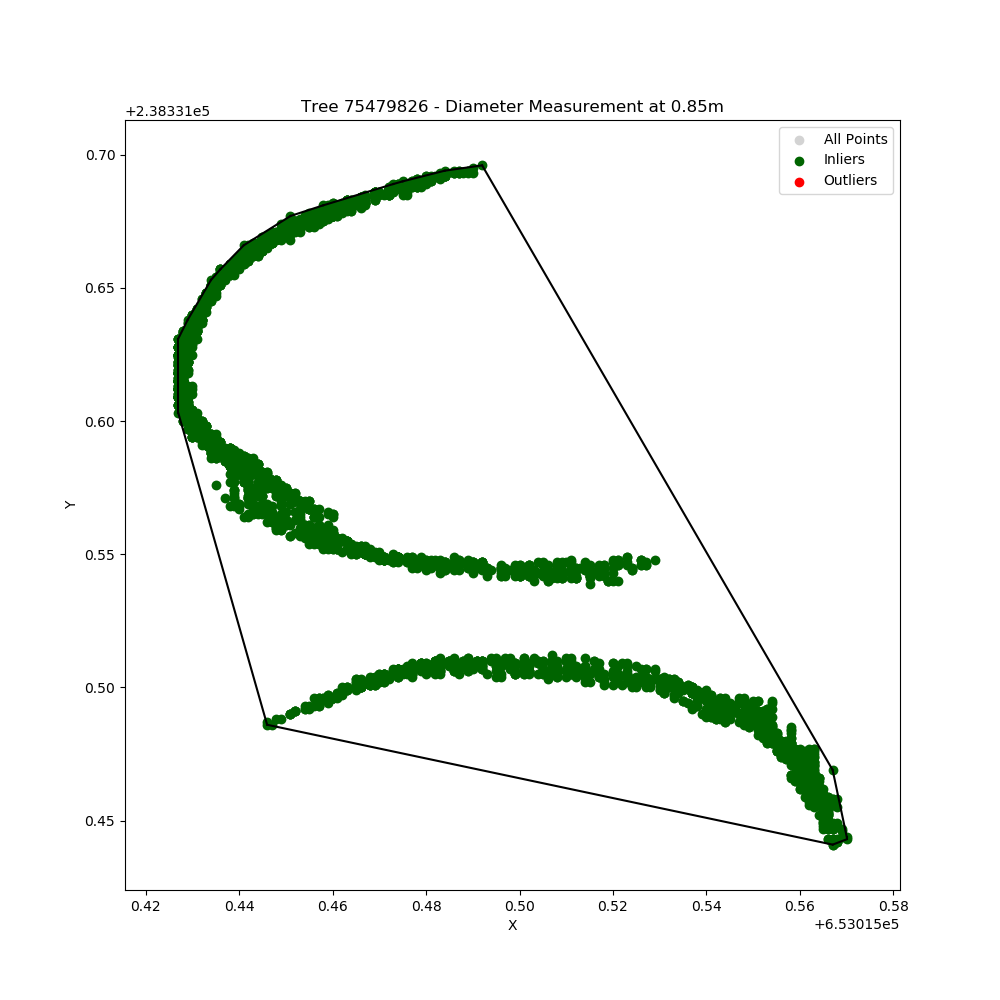 Tree 75479826 - Diameter Measurement at 0.85m
+2.38331e5
All Points
Inliers
Outliers
0.70
0.65
0.60
0.55
0.50
0.45
Y
0.42 0.44 0.46 0.48 0.50 0.52 0.54 0.56 0.58
X
+6.53015e5